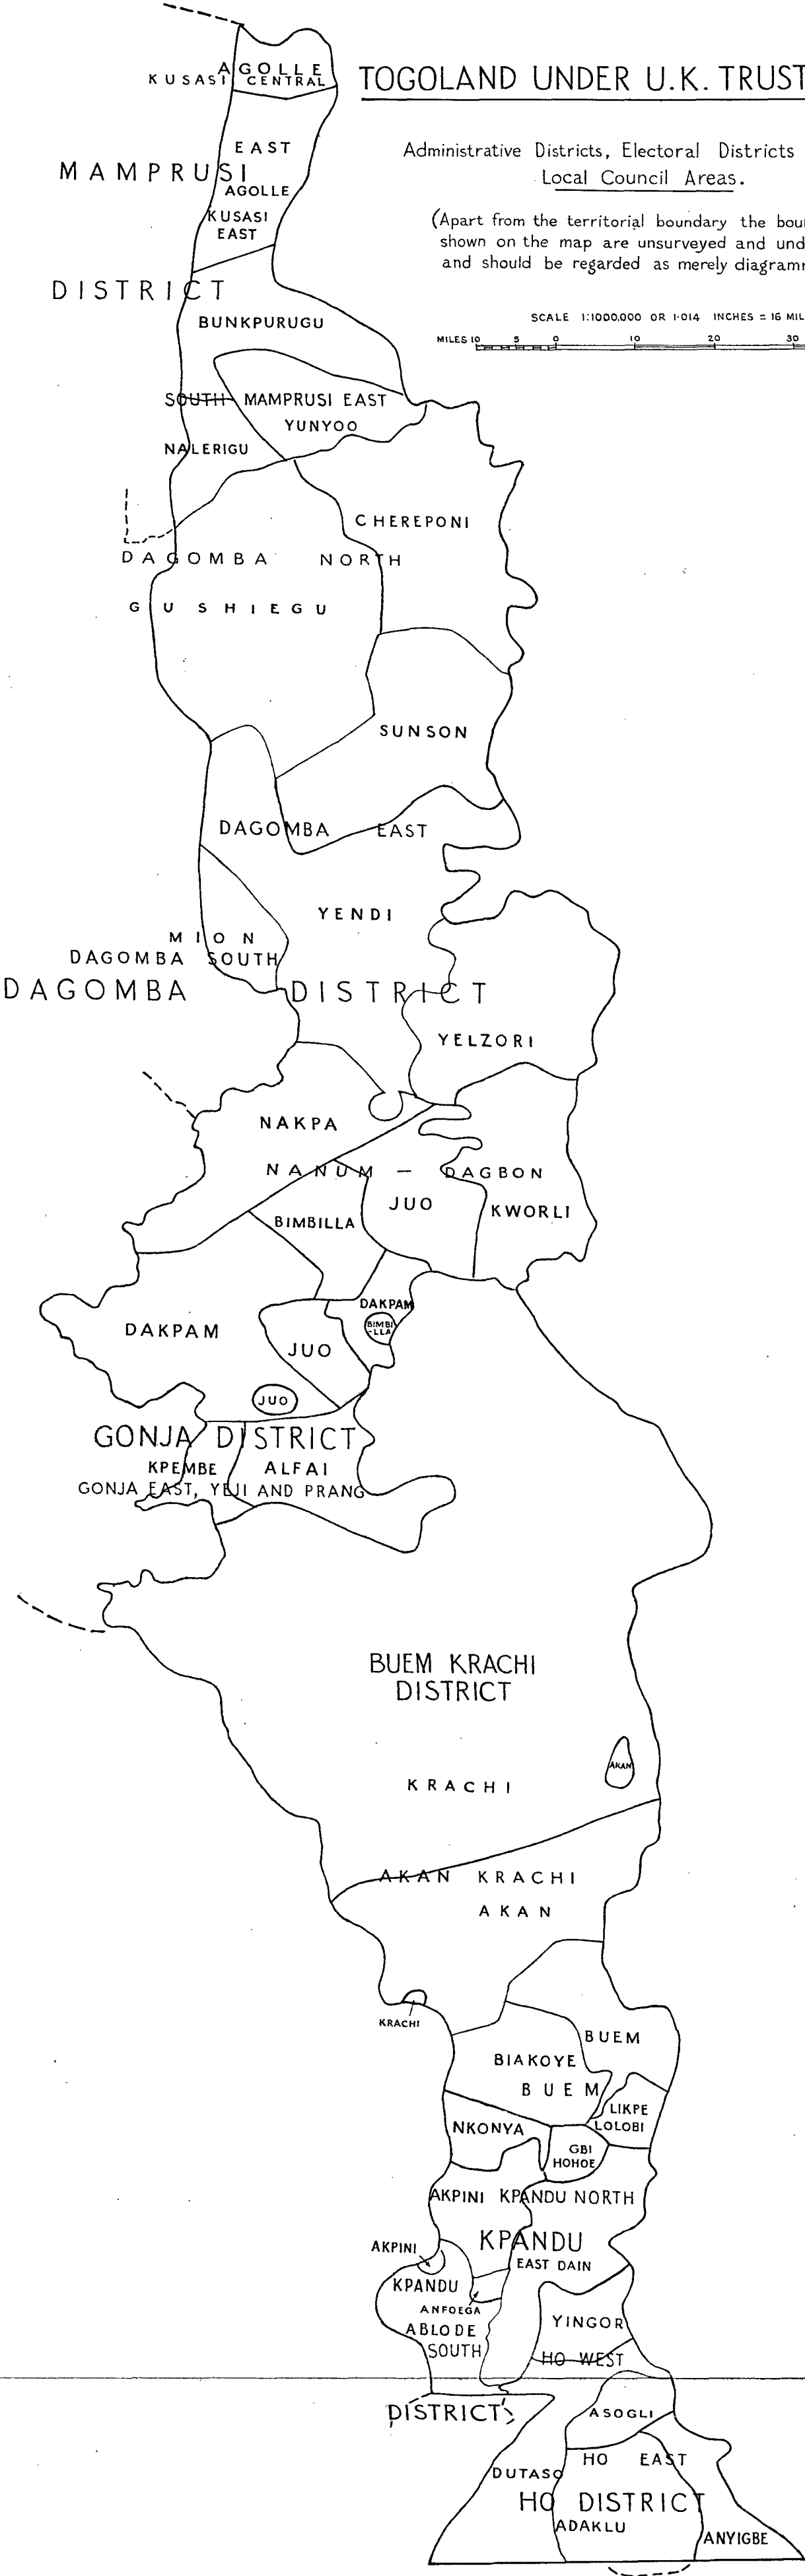 TOGOLAND UNDER U.K. TRUST
Administrative Districts, Electoral Districts
Local Council Areas.
(Apart from the territorial boundary the bou
shown on the map are unsurveyed and und
and should be regarded as merely diagramm
SCALE 1:1000,000 OR 1·014 INCHES = 16 MIL
MILES 10 5 0 10 20 30
AGOLLE
KUSASI CENTRAL
EAST
MAMPRUSI
AGOLLE
KUSASI
EAST
DISTRICT
BUNKPURUGU
SOUTH MAMPRUSI EAST
YUNYOO
NALERIGU
CHEREPONI
DAGOMBA NORTH
GUSHIEGU
SUNSON
DAGOMBA EAST
YENDI
MION
DAGOMBA SOUTH
DAGOMBA DISTRICT
YELZORI
NAKPA
NANUM – DAGBON
JUO
KWORLI
BIMBILLA
DAKPAM
BIMBI
-LLA
DAKPAM
JUO
JUO
GONJA DISTRICT
KPEMBE ALFAI
GONJA EAST, YEJI AND PRANG
BUEM KRACHI
DISTRICT
AKAN
KRACHI
AKAN KRACHI
AKAN
KRACHI
BUEM
BIAKOYE
BUEM
LIKPE
LOLOBI
NKONYA
GBI
HOHOE
AKPINI KPANDU NORTH
KPANDU
AKPINI
EAST DAIN
KPANDU
ANFOEGA
YINGOR
ABLODE
SOUTH
HO WEST
DISTRICT
ASOGLI
HO EAST
DUTASO
HO DISTRICT
ADAKLU
ANYIGBE